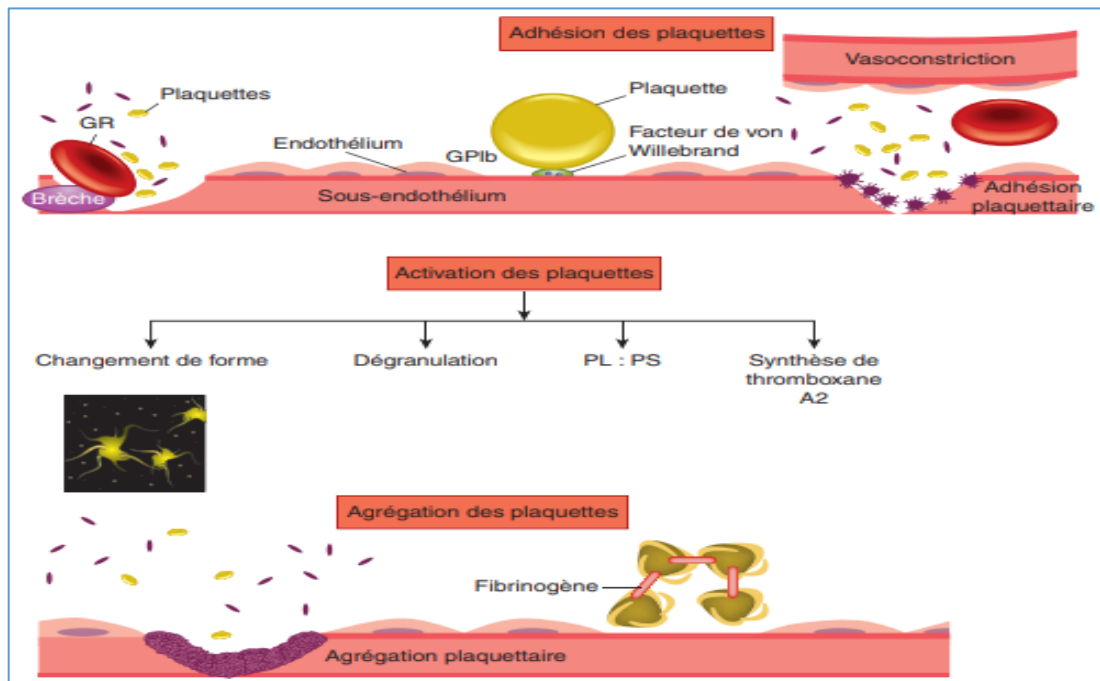 Adhésion des plaquettes
Vasoconstriction
Plaquettes
GR
Plaquette
Endothélium
GPIb
Facteur de von
Willebrand
Brèche
Sous-endothélium
Adhésion
plaquettaire
Activation des plaquettes
Changement de forme
Dégranulation
PL : PS
Synthèse de
thromboxane
A2
Agrégation des plaquettes
Fibrinogène
Agrégation plaquettaire